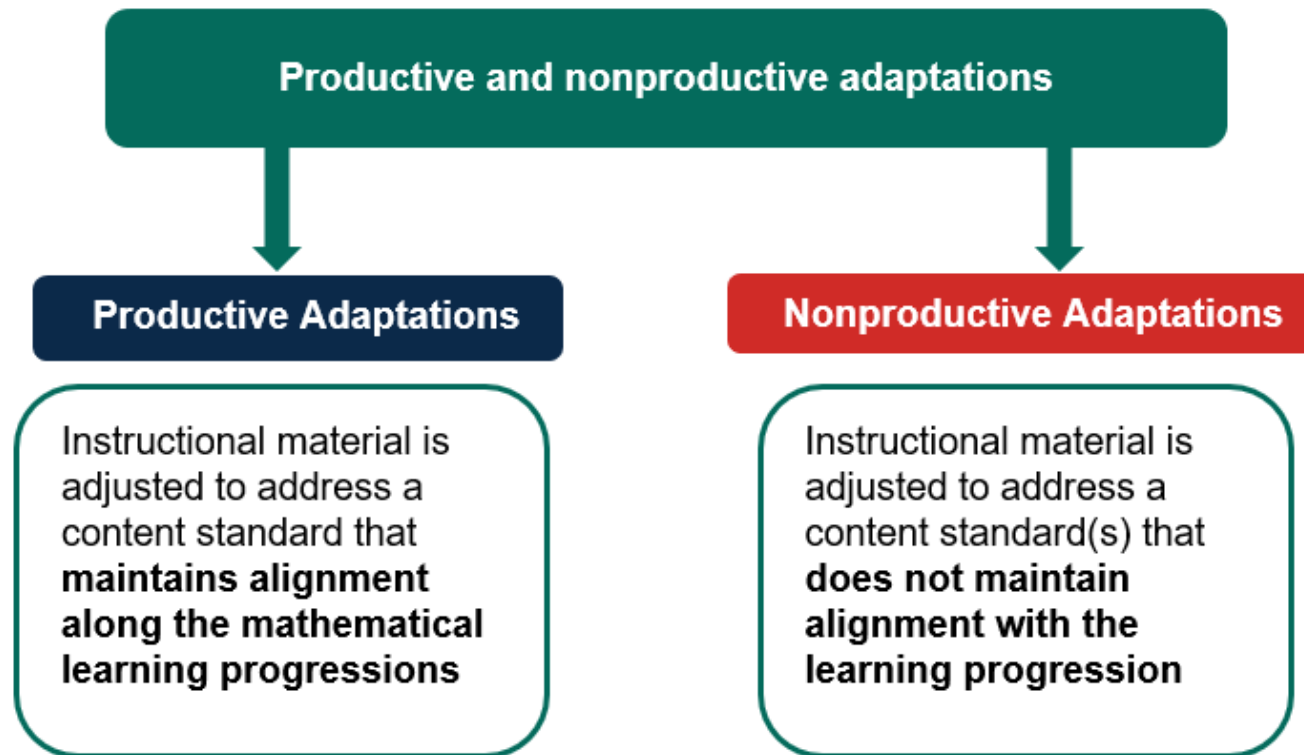 Productive and nonproductive adaptations
Productive Adaptations
Instructional material is
adjusted to address a
content standard that
maintains alignment
along the mathematical
learning progressions
Nonproductive Adaptations
Instructional material is
adjusted to address a
content standard(s) that
does not maintain
alignment with the
learning progression